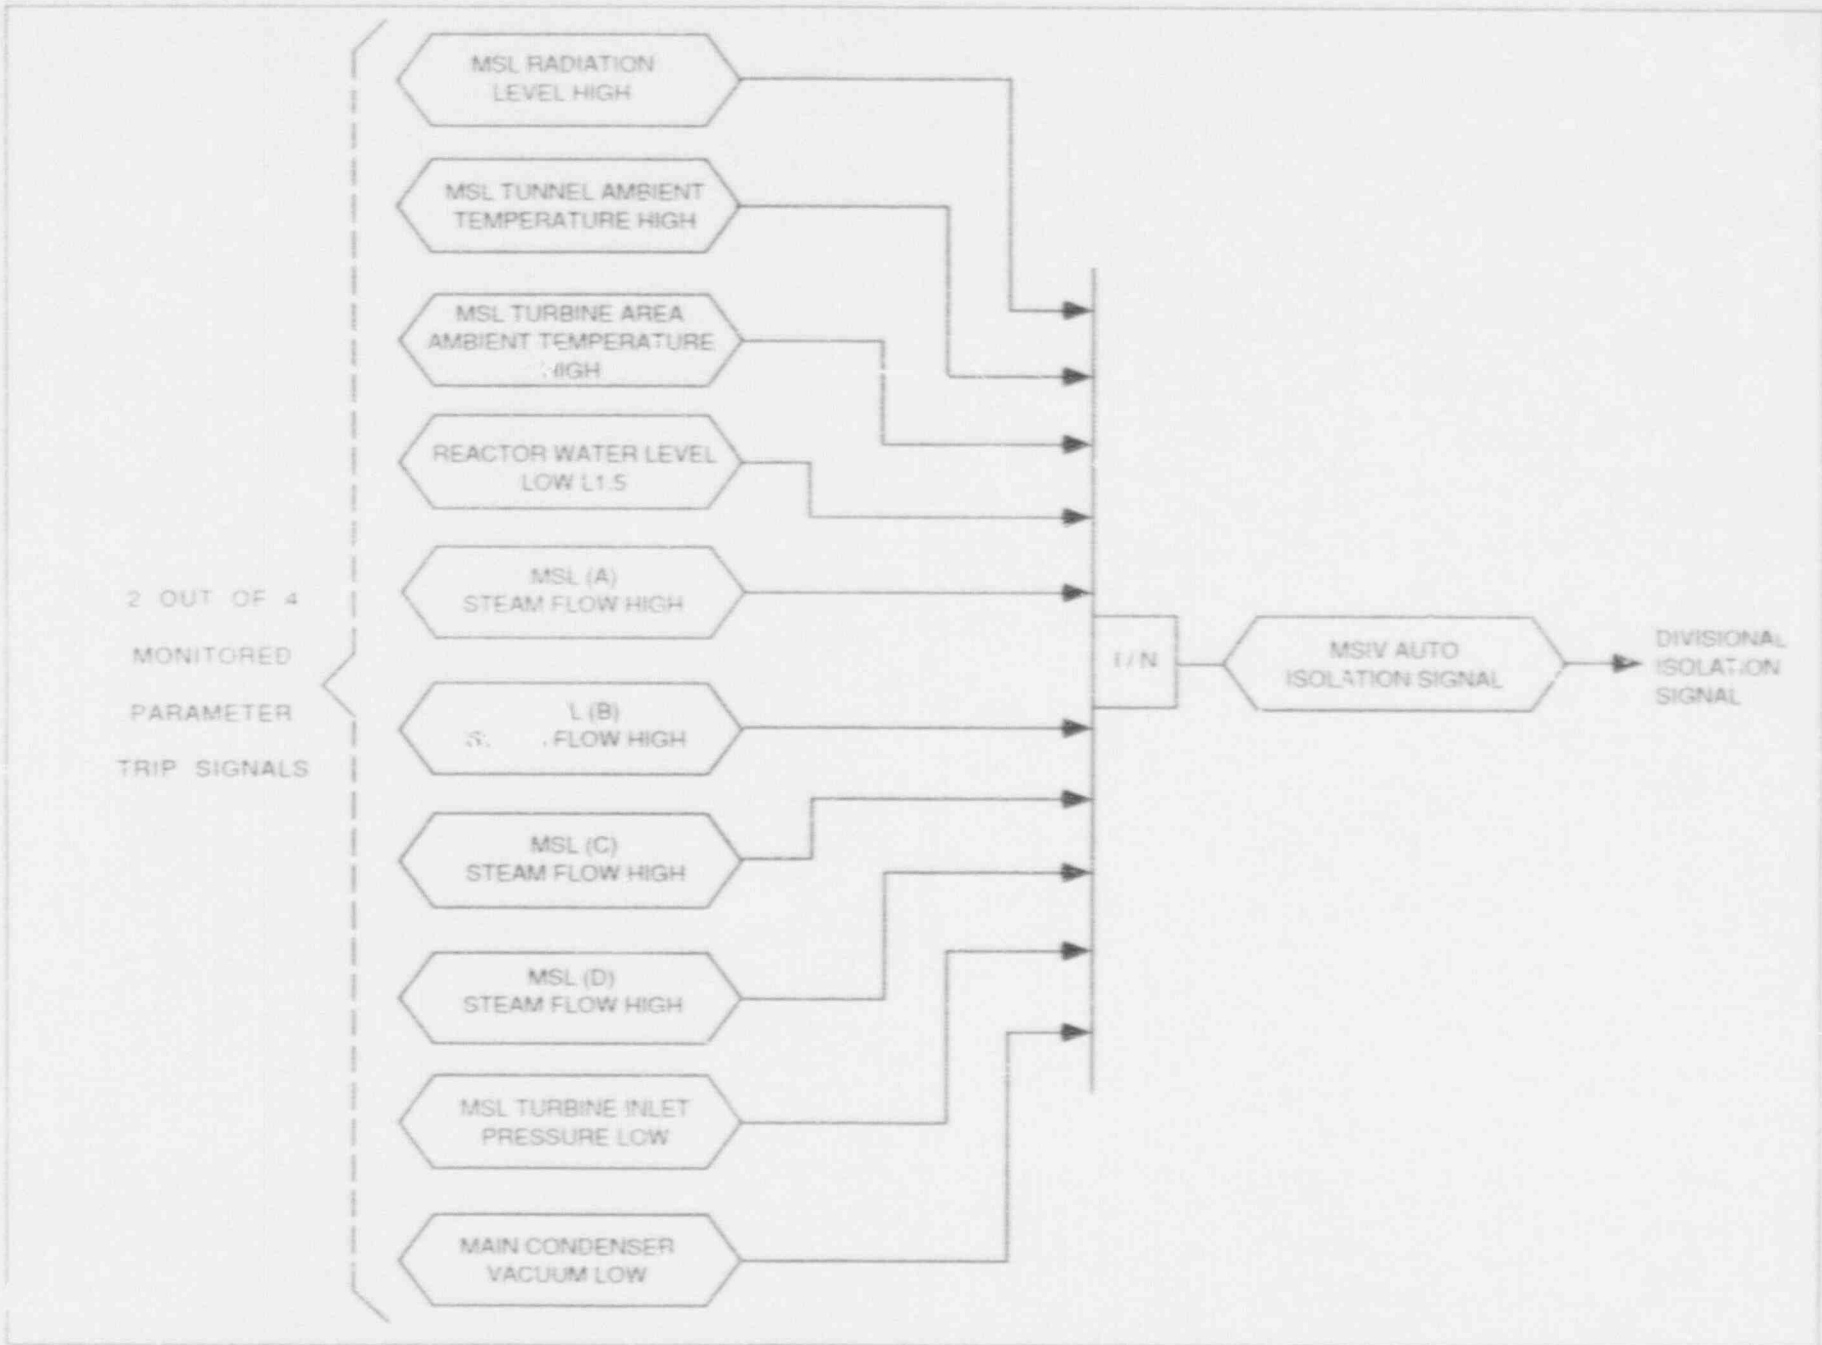 MSL RADIATION
LEVEL HIGH
MSL TUNNEL AMBIENT
TEMPERATURE HIGH
MSL TURBINE AREA
AMBIENT TEMPERATURE
HIGH
REACTOR WATER LEVEL
LOW L1.5
MSL (A)
STEAM FLOW HIGH
2 OUT OF 4
MONITORED
PARAMETER
TRIP SIGNALS
L (B)
FLOW HIGH
MSL (C)
STEAM FLOW HIGH
MSL (D)
STEAM FLOW HIGH
MSL TURBINE INLET
PRESSURE LOW
MAIN CONDENSER
VACUUM LOW
/ N
MSIV AUTO
ISOLATION SIGNAL
DIVISIONAL
ISOLATION
SIGNAL